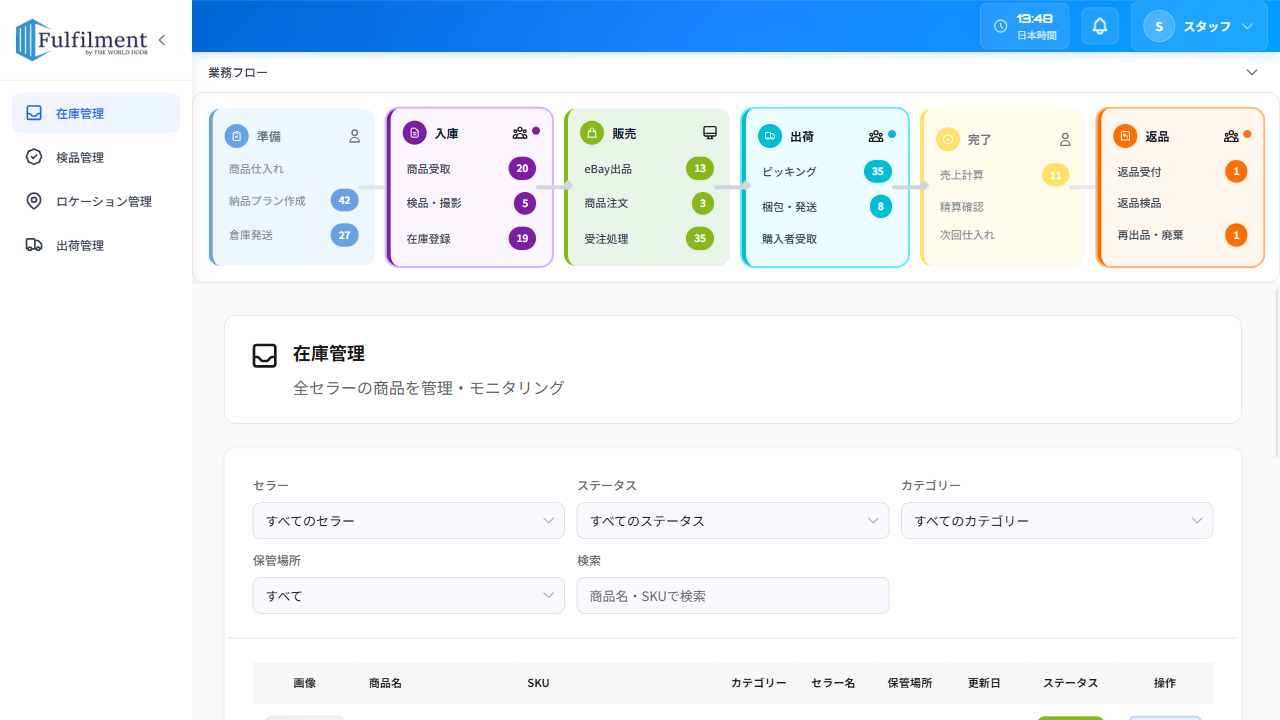 Fulfilment
by THE WORLD DOOR
13:48
日本時間
S
スタッフ
在庫管理
検品管理
ロケーション管理
出荷管理
業務フロー
準備
商品仕入れ
納品プラン作成 42
倉庫発送 27
入庫
商品受取 20
検品・撮影 5
在庫登録 19
販売
eBay出品 13
商品注文 3
受注処理 35
出荷
ピッキング 35
梱包・発送 8
購入者受取
完了
売上計算 11
精算確認
次回仕入れ
返品
返品受付 1
返品検品
再出品・廃棄 1
在庫管理
全セラーの商品を管理・モニタリング
セラー ステータス カテゴリー
すべてのセラー すべてのステータス すべてのカテゴリー
保管場所 検索
すべて 商品名・SKUで検索
画像 商品名 SKU カテゴリー セラー名 保管場所 更新日 ステータス 操作